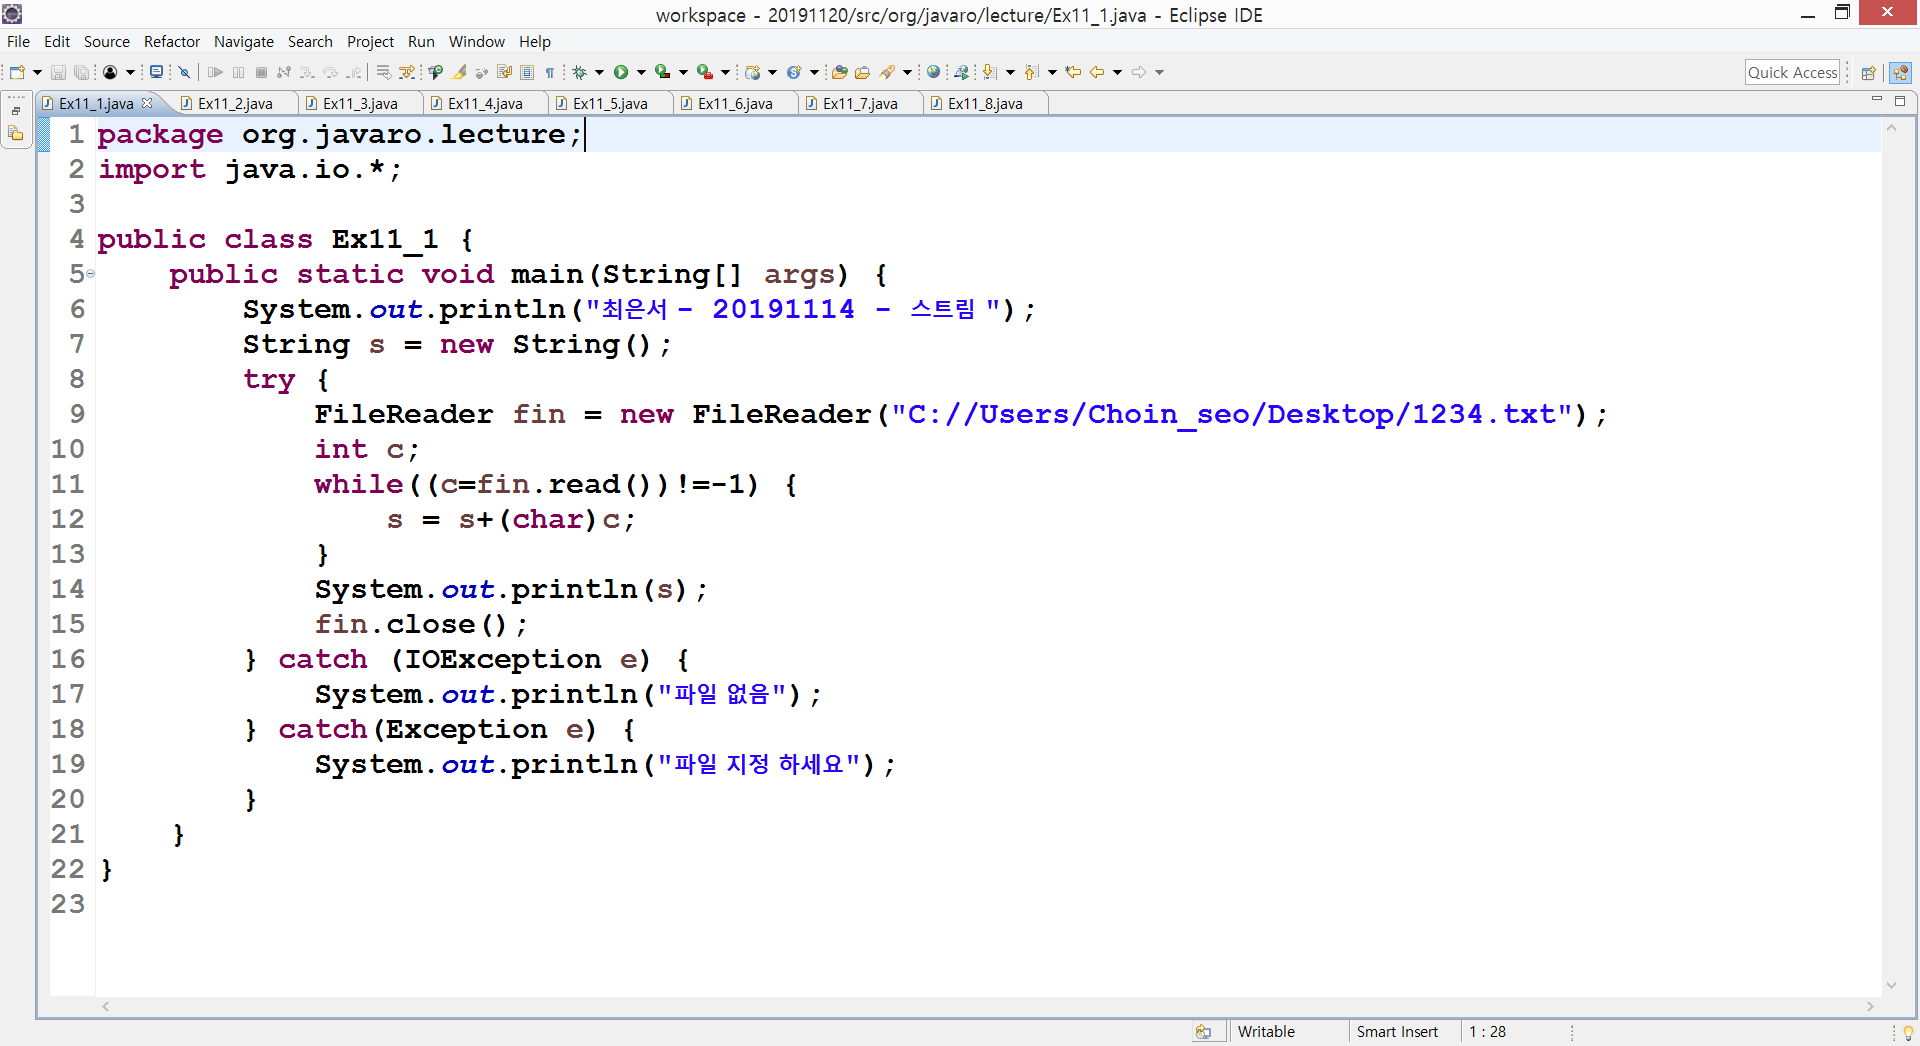 workspace - 20191120/src/org/javaro/lecture/Ex11_1.java - Eclipse IDE
File Edit Source Refactor Navigate Search Project Run Window Help
Quick Access
Ex11_1.java Ex11_2.java Ex11_3.java Ex11_4.java Ex11_5.java Ex11_6.java Ex11_7.java Ex11_8.java
1 package org.javaro.lecture;
2 import java.io.*;
3
4 public class Ex11_1 {
5 public static void main(String[] args) {
6 System.out.println("최은서 - 20191114 - 스트림 ");
7 String s = new String();
8 try {
9 FileReader fin = new FileReader("C://Users/Choin_seo/Desktop/1234.txt");
10 int c;
11 while((c=fin.read())!=-1) {
12 s = s+(char)c;
13 }
14 System.out.println(s);
15 fin.close();
16 } catch (IOException e) {
17 System.out.println("파일 없음");
18 } catch(Exception e) {
19 System.out.println("파일 지정 하세요");
20 }
21 }
22 }
23
Writable Smart Insert 1 : 28